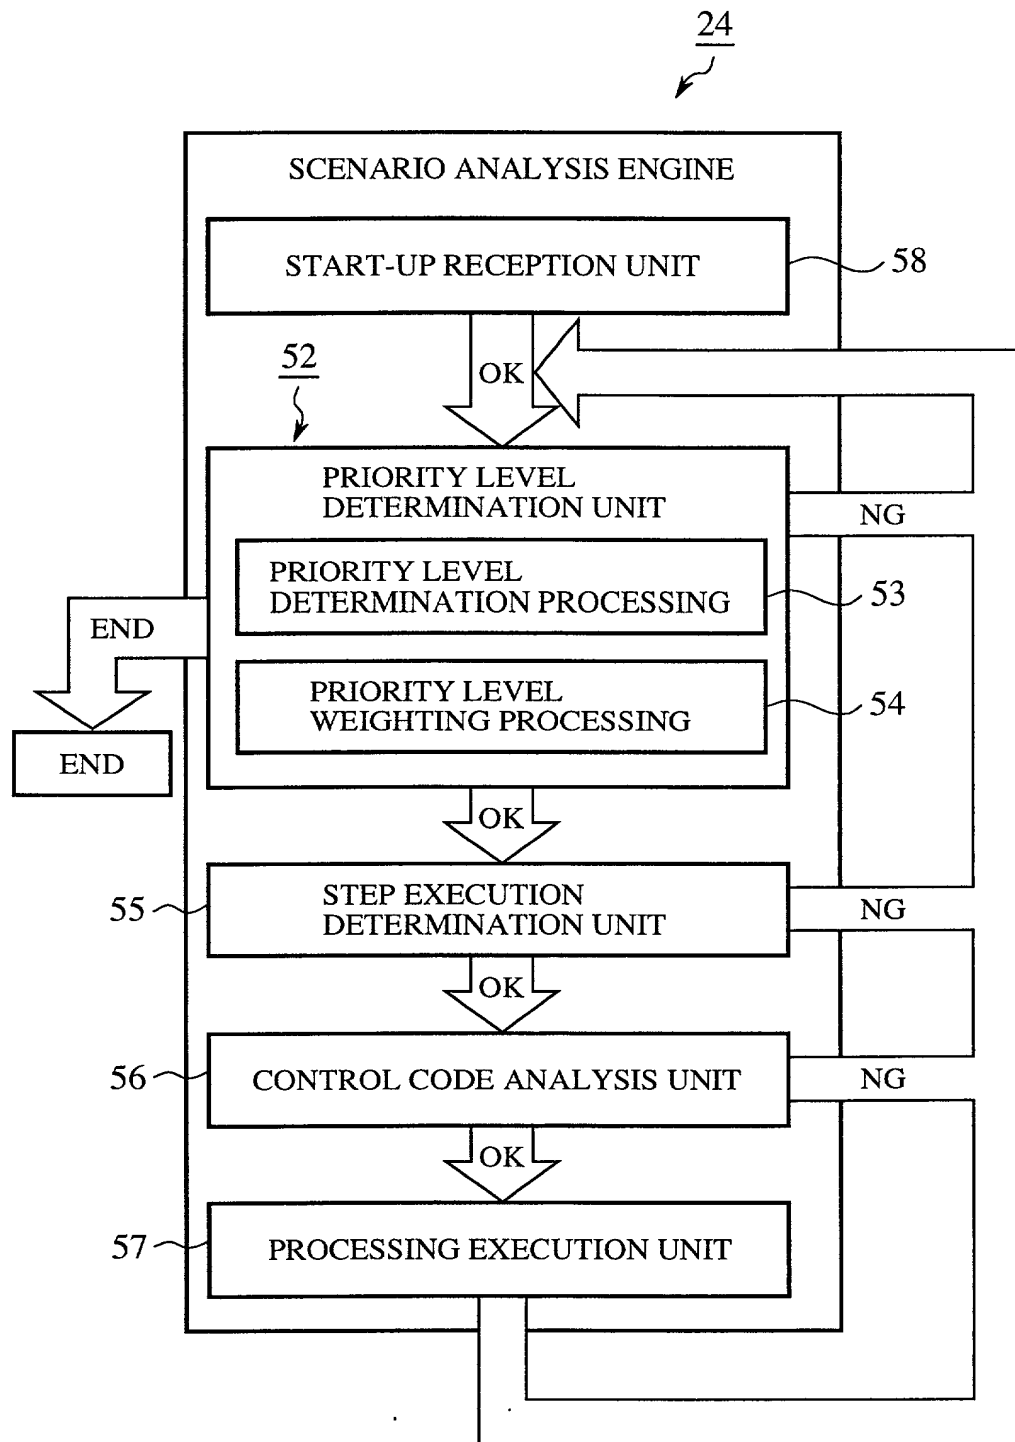 24
SCENARIO ANALYSIS ENGINE
START-UP RECEPTION UNIT
58
OK
52
PRIORITY LEVEL
DETERMINATION UNIT
NG
PRIORITY LEVEL
DETERMINATION PROCESSING
53
END
PRIORITY LEVEL
WEIGHTING PROCESSING
54
END
OK
55
STEP EXECUTION
DETERMINATION UNIT
NG
OK
56
CONTROL CODE ANALYSIS UNIT
NG
OK
57
PROCESSING EXECUTION UNIT